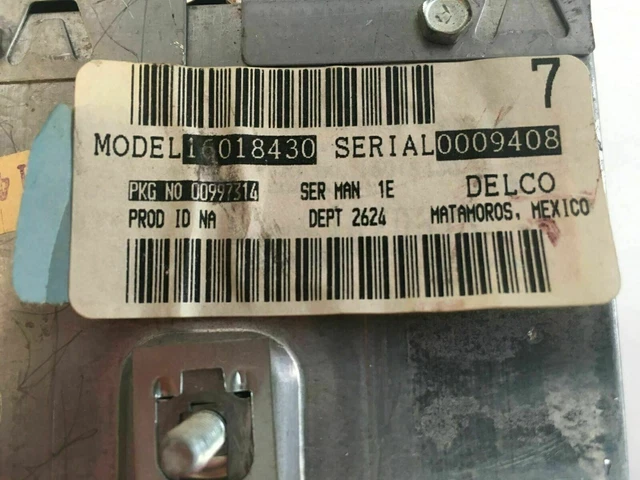 7
MODEL 16018430 SERIAL 0009408
PKG NO 00997314 SER MAN 1E DELCO
PROD ID NA DEPT 2624 MATAMOROS, MEXICO